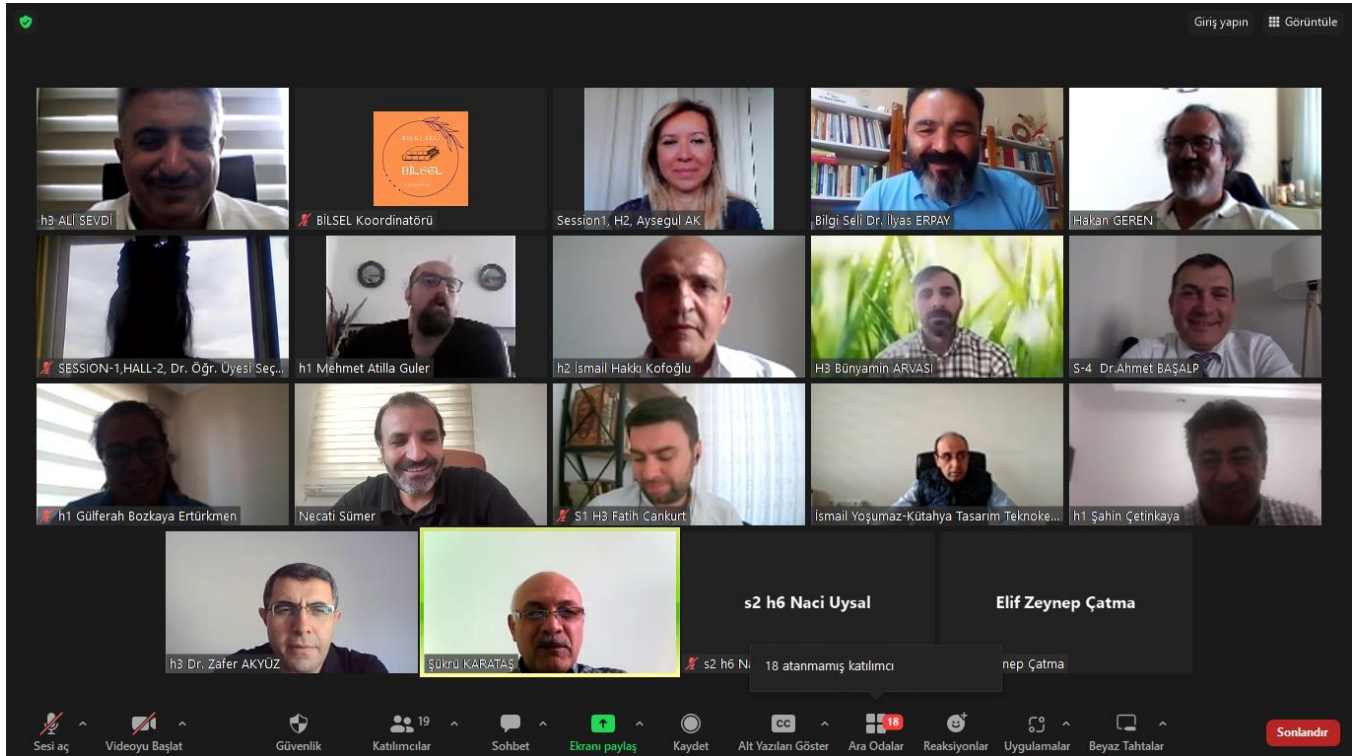 Giriş yapın
Görüntüle
h3 ALİ SEVDİ
BİLGİ SELİ
BİLSEL
BİLSEL Koordinatörü
Session1, H2, Aysegul AK
Bilgi Seli Dr. İlyas ERPAY
Hakan GEREN
SESSION-1,HALL-2, Dr. Öğr. Üyesi Seç...
h1 Mehmet Atilla Guler
h2 İsmail Hakkı Kofoğlu
H3 Bünyamin ARVASİ
S-4 Dr.Ahmet BAŞALP
h1 Gülferah Bozkaya Ertürkmen
Necati Sümer
S1 H3 Fatih Cankurt
İsmail Yoşumaz-Kütahya Tasarım Teknoke...
h1 Şahin Çetinkaya
h3 Dr. Zafer AKYÜZ
Şükrü KARATAŞ
s2 h6 Naci Uysal
s2 h6 Na
Elif Zeynep Çatma
nep Çatma
18 atanmamış katılımcı
Sesi aç
Videoyu Başlat
Güvenlik
19
Katılımcılar
Sohbet
Ekranı paylaş
Kaydet
CC
Alt Yazıları Göster
18
Ara Odalar
Reaksiyonlar
Uygulamalar
Beyaz Tahtalar
Sonlandır